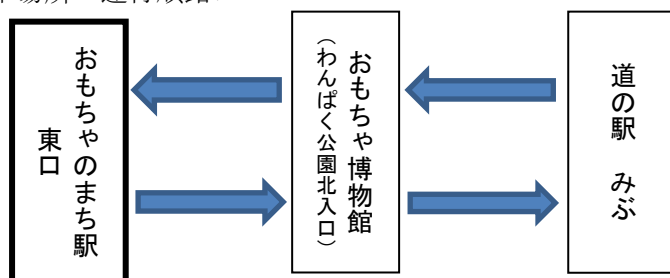 おもちゃのまち駅
東口
おもちゃ博物館
（わんぱく公園北入口）
道の駅　みぶ